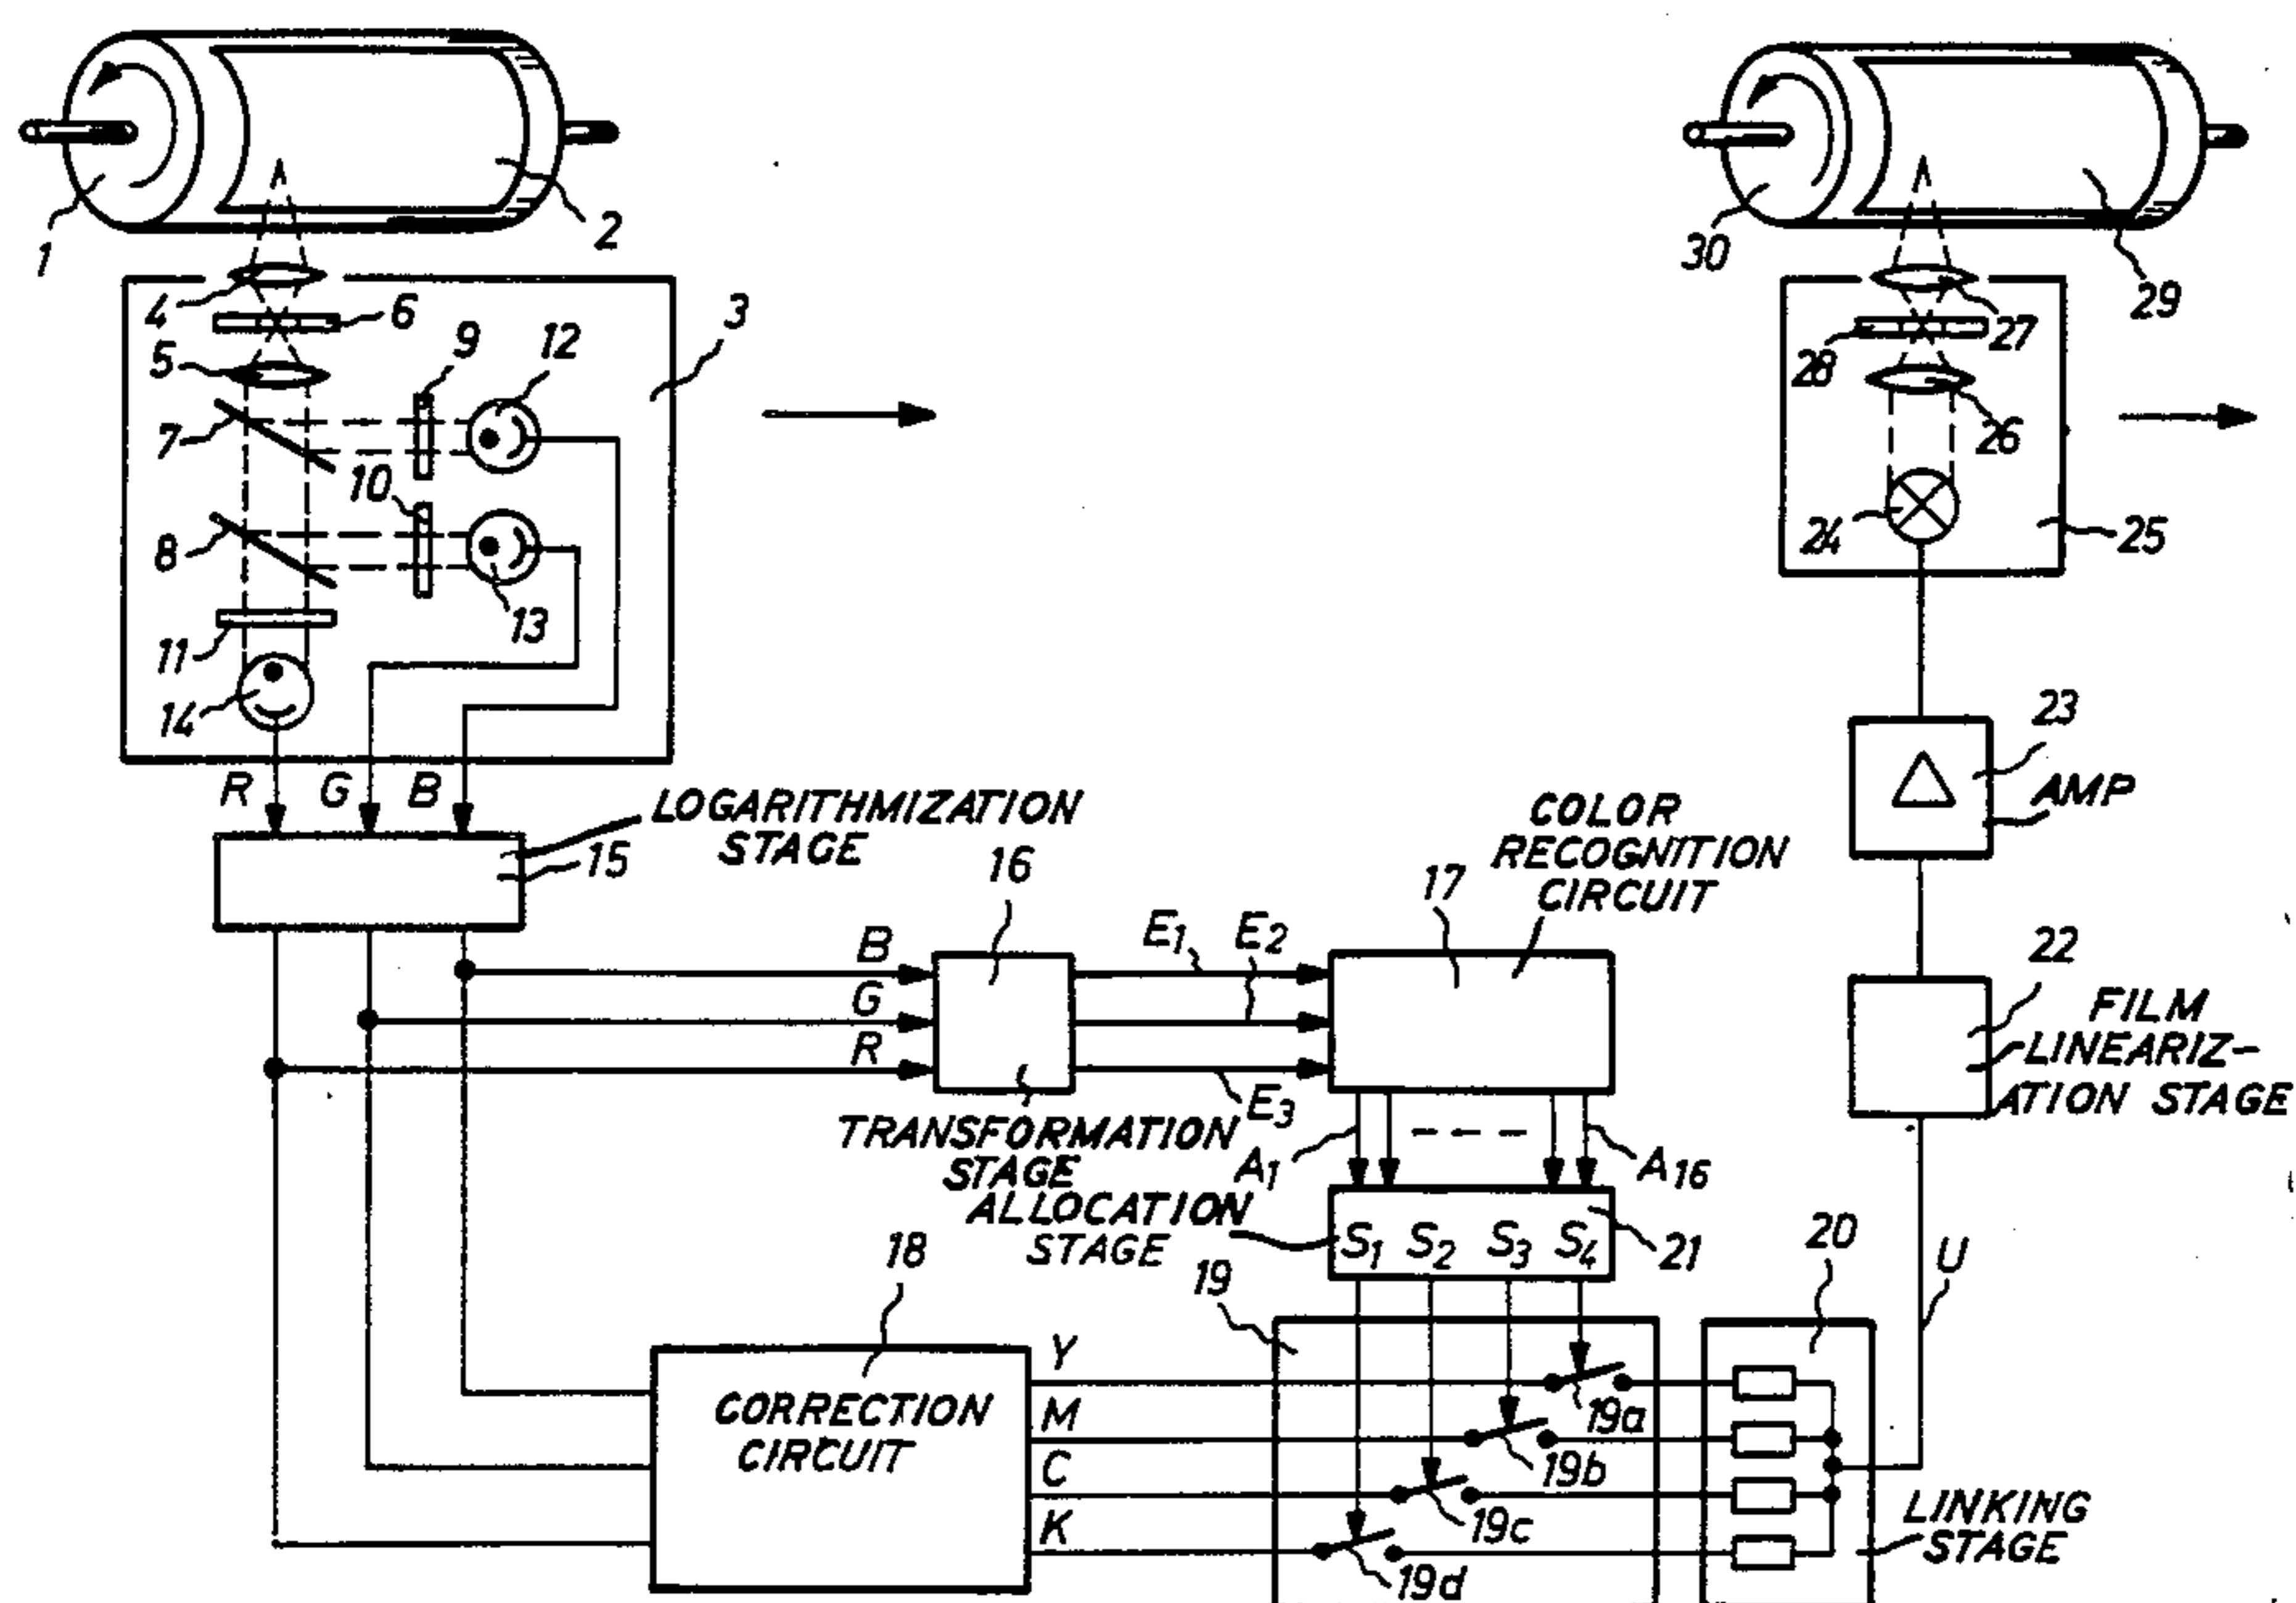 1
2
30
29
4
6
3
5
9
12
7
10
8
13
11
14
27
28
26
24
25
R G B
LOGARITHMIZATION
STAGE
15
23
AMP
COLOR
RECOGNITION
CIRCUIT
16
17
22
FILM
LINEARIZ-
ATION STAGE
B
G
R
E1
E2
E3
TRANSFORMATION
STAGE
A1
A16
ALLOCATION
STAGE
S1 S2 S3 S4
21
18
19
20
U
CORRECTION
CIRCUIT
Y
M
C
K
19a
19b
19c
19d
LINKING
STAGE